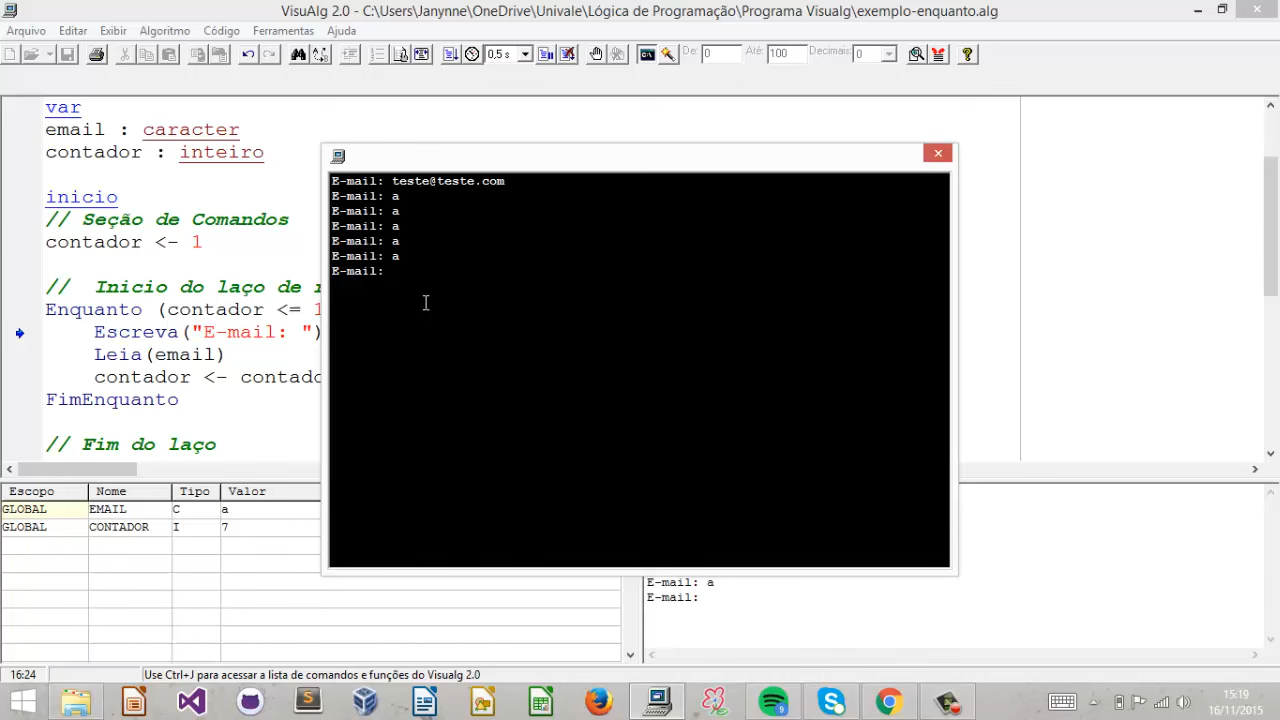 VisuAlg 2.0 - C:\Users\Janynne\OneDrive\Univale\Lógica de Programação\Programa Visualg\exemplo-enquanto.alg
Arquivo Editar Exibir Algoritmo Código Ferramentas Ajuda
0.5 s De: 0 Até: 100 Decimais: 0
var
email : caracter
contador : inteiro
inicio
// Seção de Comandos
contador <- 1
// Inicio do laço de
Enquanto (contador <= 1
Escreva("E-mail: ")
Leia(email)
contador <- contado
FimEnquanto
// Fim do laço
E-mail: teste@teste.com
E-mail: a
E-mail: a
E-mail: a
E-mail: a
E-mail: a
E-mail:
Escopo Nome Tipo Valor
GLOBAL EMAIL C a
GLOBAL CONTADOR I 7
E-mail: a
E-mail:
16:24 Use Ctrl+J para acessar a lista de comandos e funções do Visualg 2.0
15:19
16/11/2015